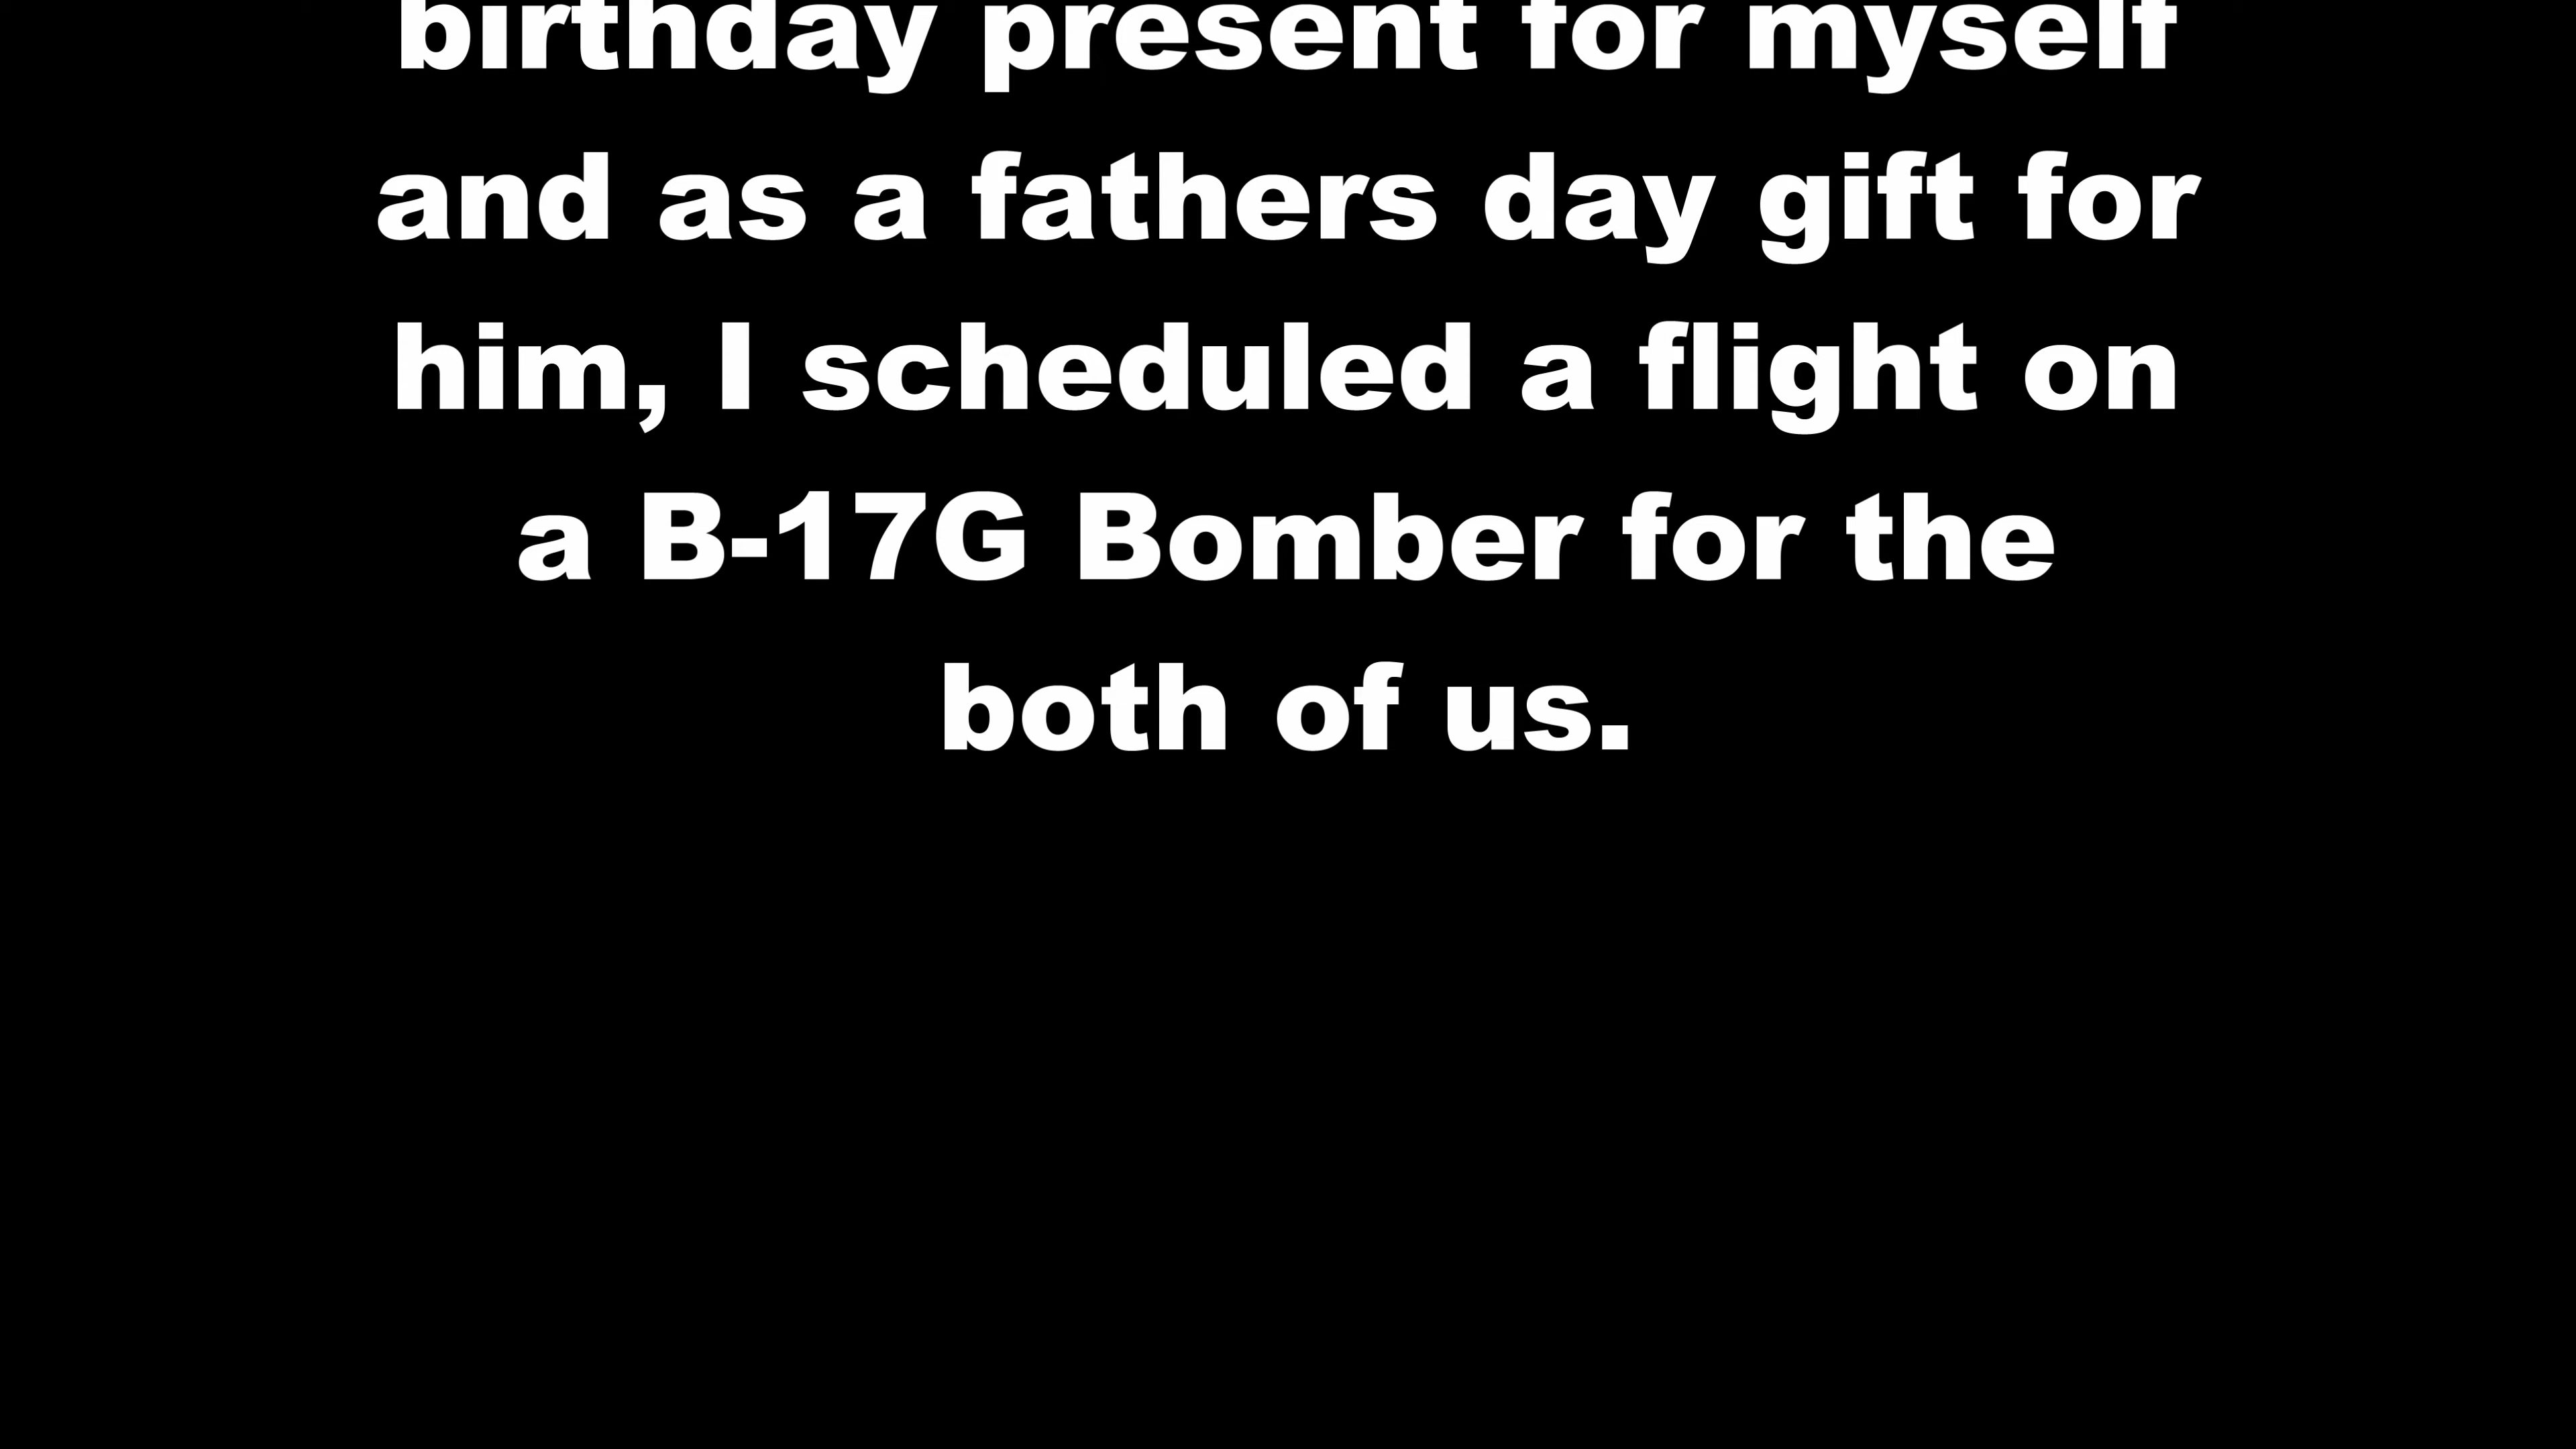 birthday present for myself
and as a fathers day gift for
him, I scheduled a flight on
a B-17G Bomber for the
both of us.